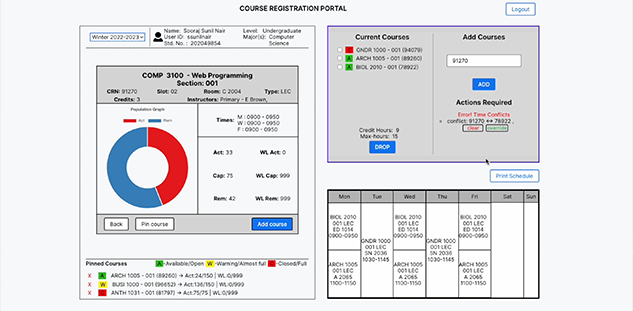 COURSE REGISTRATION PORTAL
Logout
Winter 2022-2023
Name: Sooraj Sunil Nair
User ID: ssunilnair
Std. No. : 202049854
Level: Undergraduate
Major(s): Computer Science
COMP 3100 - Web Programming
Section: 001
CRN: 91270 Slot: 02 Room: C 2004 Type: LEC
Credits: 3 Instructors: Primary - E Brown,
Population Graph
Act Rem
Times: M : 0900 - 0950
W : 0900 - 0950
F : 0900 - 0950
Act: 33 WL Act: 0
Cap: 75 WL Cap: 999
Rem: 42 WL Rem: 999
Back Pin course Add course
Pinned Courses A -Available/Open W -Warning/Almost full C -Closed/Full
X A ARCH 1005 - 001 (89260) -> Act:24/150 | WL:0/999
X W BUSI 1000 - 001 (96652) -> Act:136/150 | WL:0/999
X C ANTH 1031 - 001 (81797) -> Act:75/75 | WL:0/999
Current Courses
C GNDR 1000 - 001 (94079)
A ARCH 1005 - 001 (89260)
A BIOL 2010 - 001 (78922)
Credit Hours: 9
Max-hours: 15
DROP
Add Courses
91270
ADD
Actions Required
Error! Time Conflicts
conflict: 91270 <-> 78922 ,
clear override
Print Schedule
Mon Tue Wed Thu Fri Sat Sun
BIOL 2010 001 LEC ED 1014 0900-0950
GNDR 1000 001 LEC SN 2036 1030-1145
BIOL 2010 001 LEC ED 1014 0900-0950
GNDR 1000 001 LEC SN 2036 1030-1145
BIOL 2010 001 LEC ED 1014 0900-0950
ARCH 1005 001 LEC A 2065 1100-1150
ARCH 1005 001 LEC A 2065 1100-1150
ARCH 1005 001 LEC A 2065 1100-1150